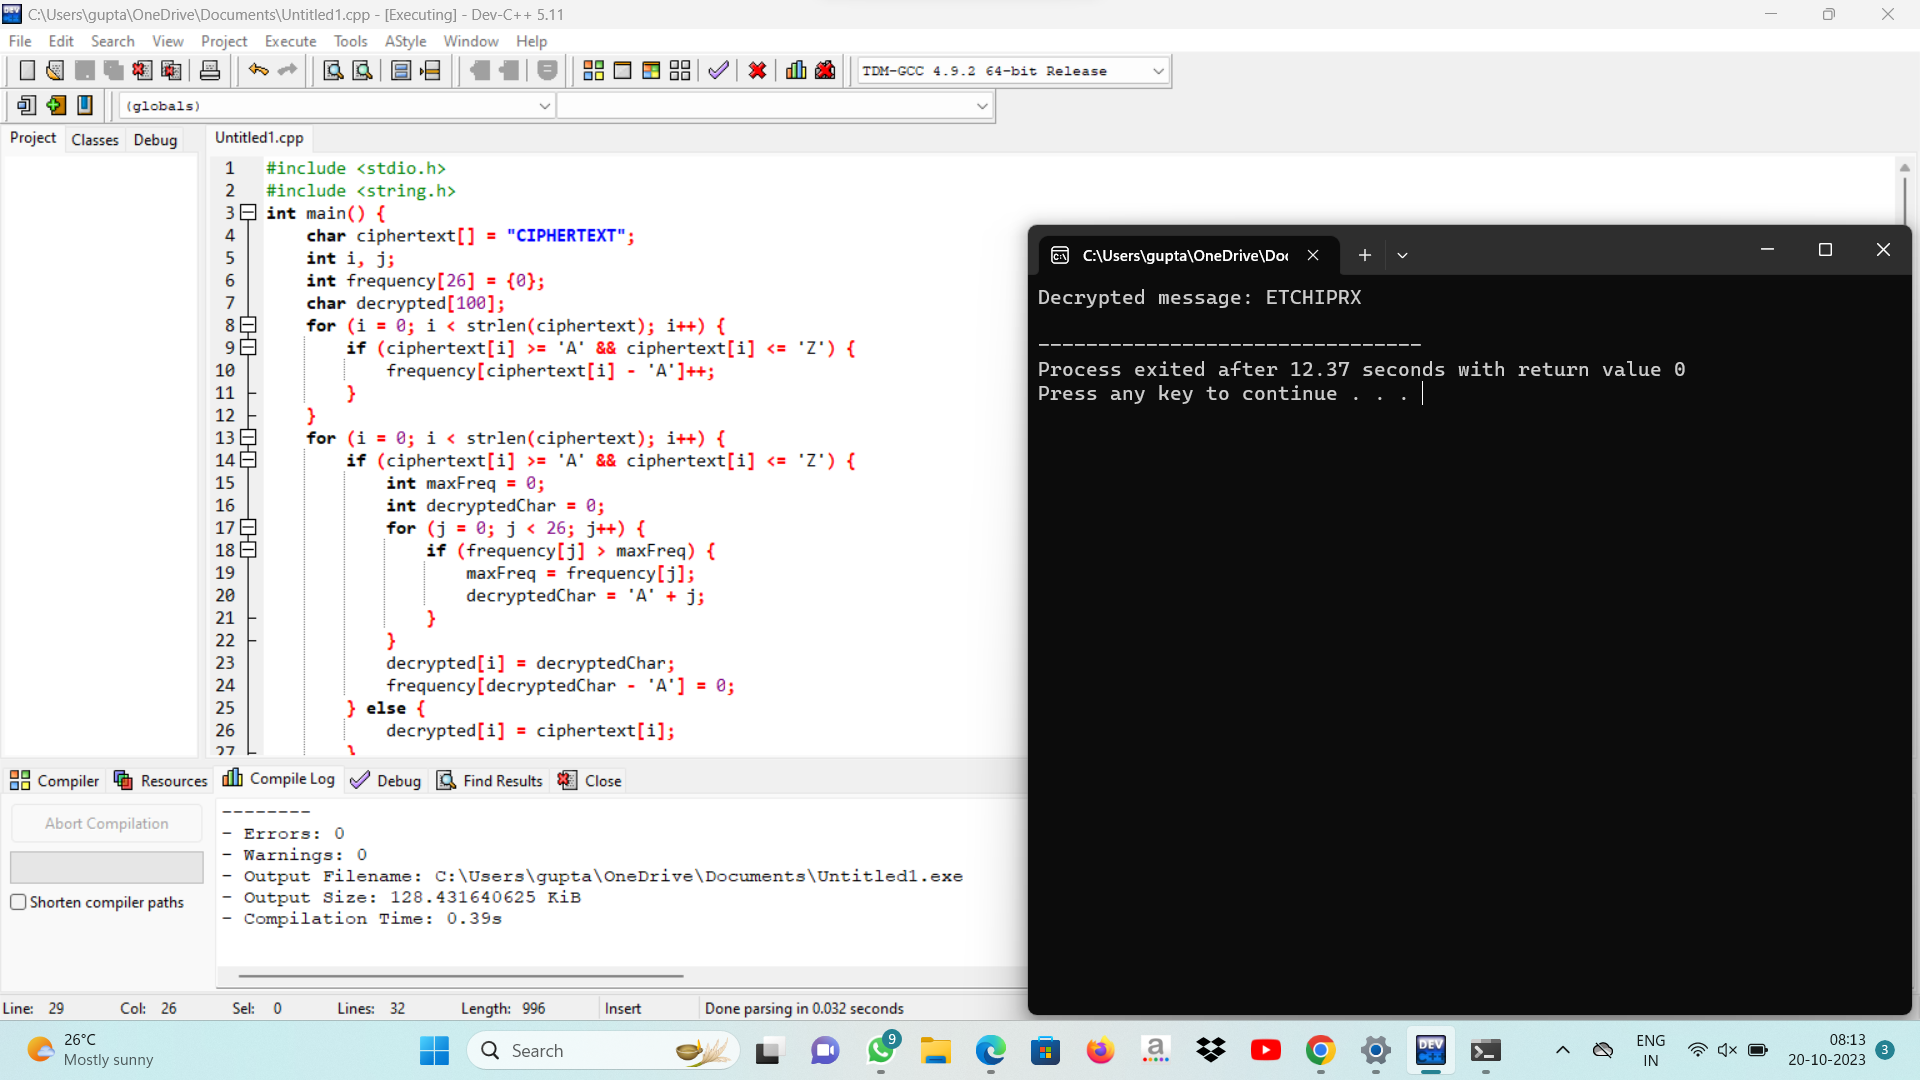 C:\Users\gupta\OneDrive\Documents\Untitled1.cpp - [Executing] - Dev-C++ 5.11
File Edit Search View Project Execute Tools AStyle Window Help
TDM-GCC 4.9.2 64-bit Release
(globals)
Project Classes Debug
Untitled1.cpp
1 #include <stdio.h>
2 #include <string.h>
3 int main() {
4 char ciphertext[] = "CIPHERTEXT";
5 int i, j;
6 int frequency[26] = {0};
7 char decrypted[100];
8 for (i = 0; i < strlen(ciphertext); i++) {
9 if (ciphertext[i] >= 'A' && ciphertext[i] <= 'Z') {
10 frequency[ciphertext[i] - 'A']++;
11 }
12 }
13 for (i = 0; i < strlen(ciphertext); i++) {
14 if (ciphertext[i] >= 'A' && ciphertext[i] <= 'Z') {
15 int maxFreq = 0;
16 int decryptedChar = 0;
17 for (j = 0; j < 26; j++) {
18 if (frequency[j] > maxFreq) {
19 maxFreq = frequency[j];
20 decryptedChar = 'A' + j;
21 }
22 }
23 decrypted[i] = decryptedChar;
24 frequency[decryptedChar - 'A'] = 0;
25 } else {
26 decrypted[i] = ciphertext[i];
27 }
C:\Users\gupta\OneDrive\Doc
Decrypted message: ETCHIPRX
--------------------------------
Process exited after 12.37 seconds with return value 0
Press any key to continue . . .
Compiler Resources Compile Log Debug Find Results Close
Abort Compilation
Shorten compiler paths
--------
- Errors: 0
- Warnings: 0
- Output Filename: C:\Users\gupta\OneDrive\Documents\Untitled1.exe
- Output Size: 128.431640625 KiB
- Compilation Time: 0.39s
Line: 29 Col: 26 Sel: 0 Lines: 32 Length: 996 Insert Done parsing in 0.032 seconds
26°C
Mostly sunny
Search
9
DEV
C++
ENG
IN
08:13
20-10-2023
3